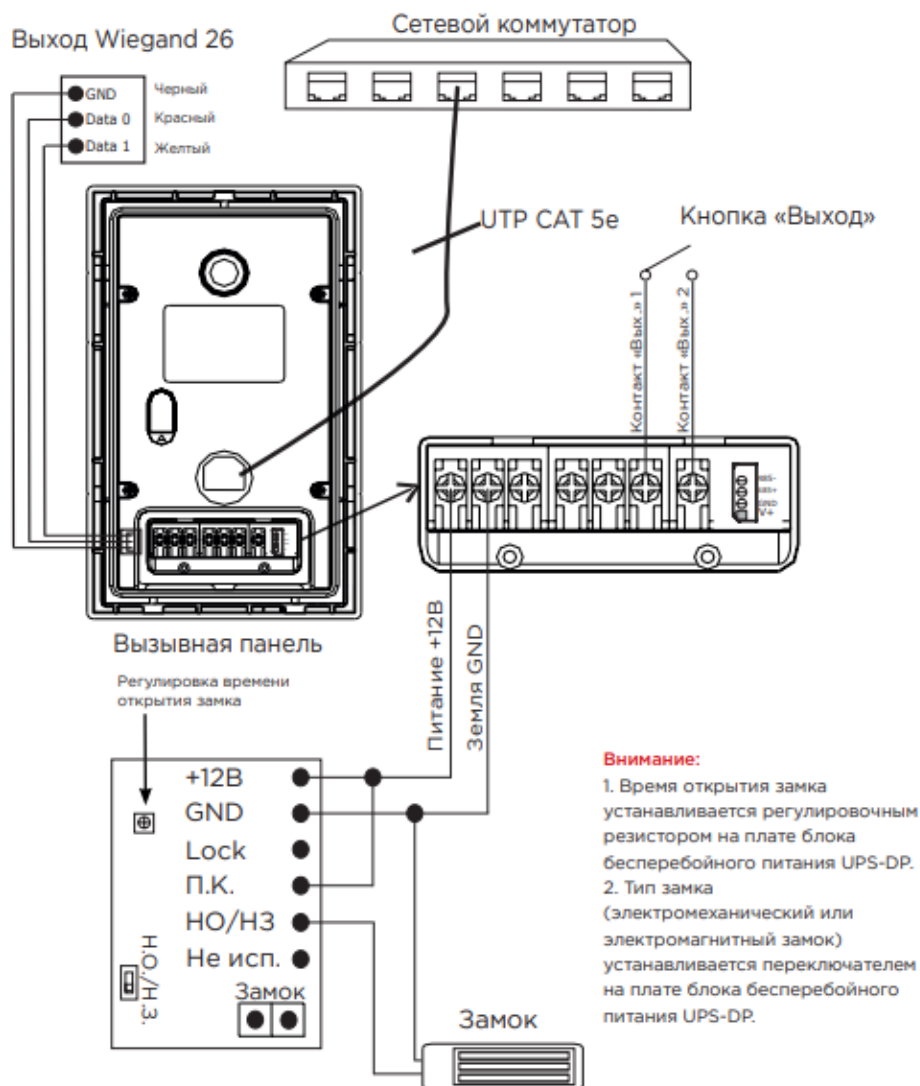 Выход Wiegand 26
Сетевой коммутатор
GND Черный
Data 0 Красный
Data 1 Желтый
UTP CAT 5e
Кнопка «Выход»
Контакт «Вых.» 1
Контакт «Вых.» 2
485-
485+
GND
V+
Вызывная панель
Питание +12В
Земля GND
Регулировка времени
открытия замка
+12В
GND
Lock
П.К.
НО/НЗ
Не исп.
Н.О./Н.З.
Замок
Замок
Внимание:
1. Время открытия замка
устанавливается регулировочным
резистором на плате блока
бесперебойного питания UPS-DP.
2. Тип замка
(электромеханический или
электромагнитный замок)
устанавливается переключателем
на плате блока бесперебойного
питания UPS-DP.